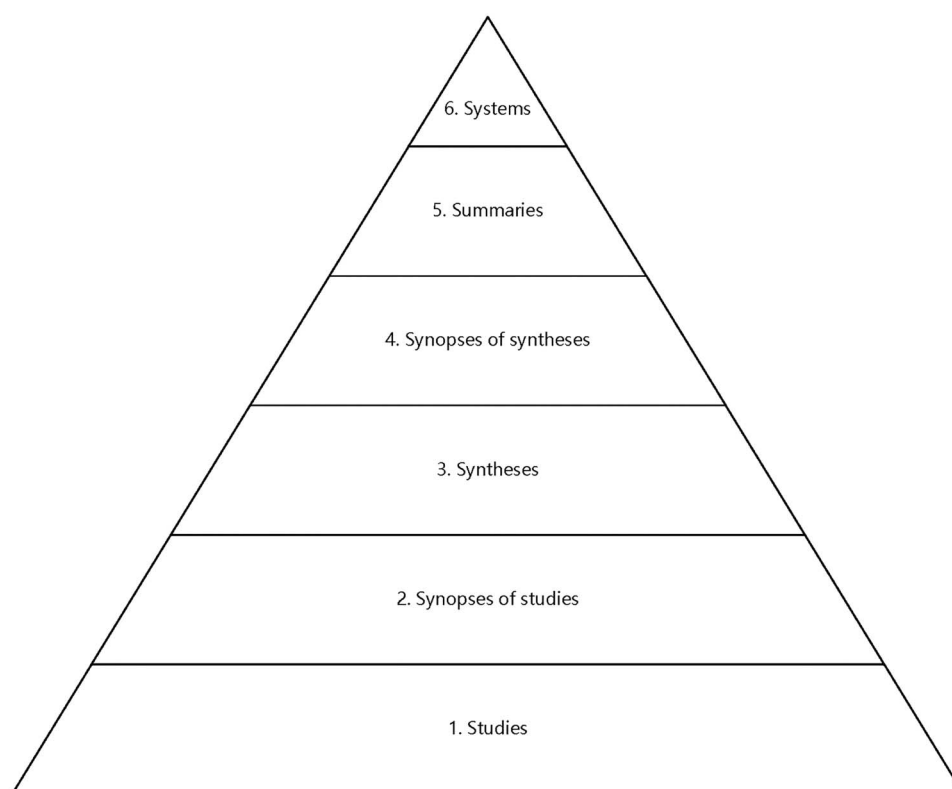 6. Systems
5. Summaries
4. Synopses of syntheses
3. Syntheses
2. Synopses of studies
1. Studies